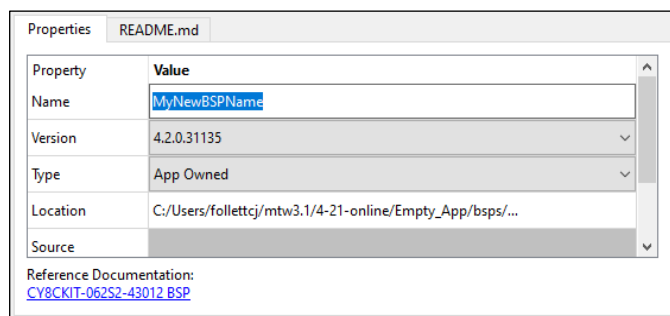 Properties README.md
Property Value
Name MyNewBSPName
Version 4.2.0.31135
Type App Owned
Location C:/Users/follettcj/mtw3.1/4-21-online/Empty_App/bsps/...
Source
Reference Documentation:
CY8CKIT-062S2-43012 BSP